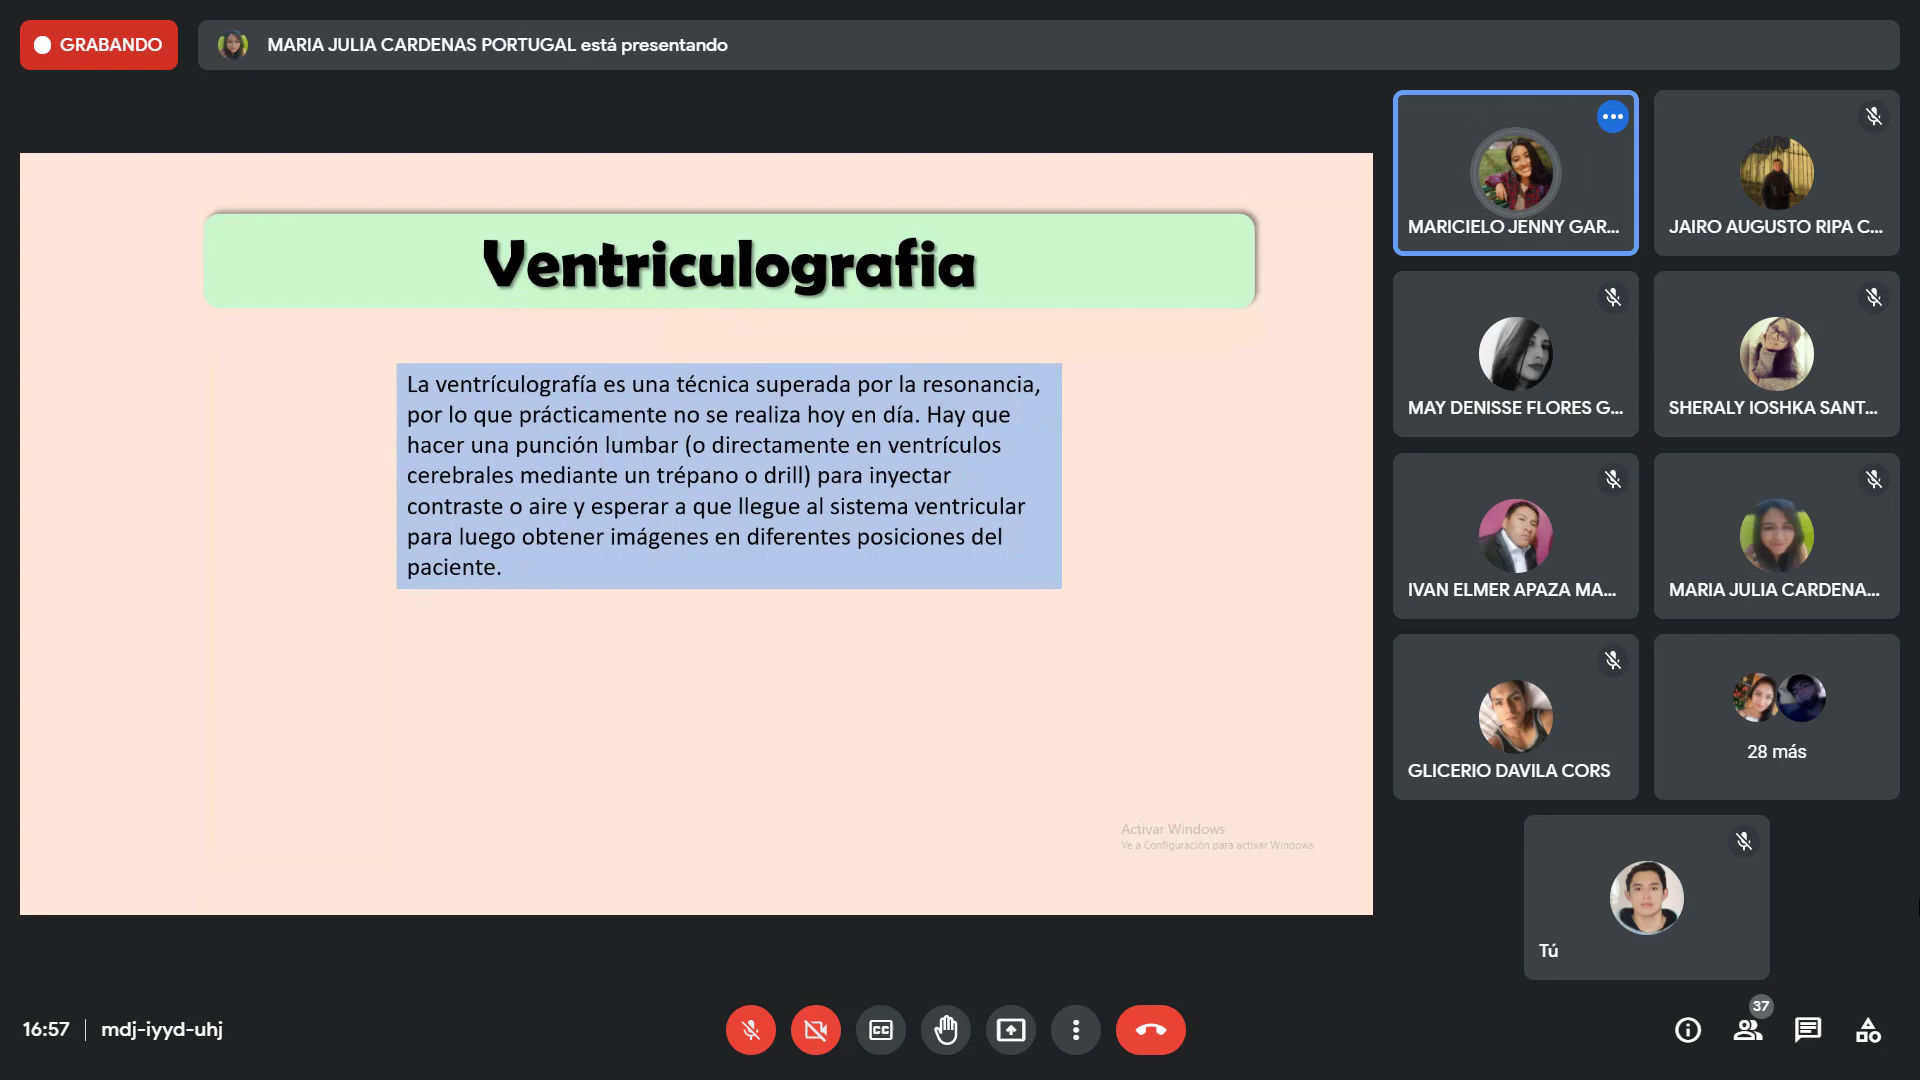 GRABANDO
MARIA JULIA CARDENAS PORTUGAL está presentando
Ventriculografia
La ventrículografía es una técnica superada por la resonancia,
por lo que prácticamente no se realiza hoy en día. Hay que
hacer una punción lumbar (o directamente en ventrículos
cerebrales mediante un trépano o drill) para inyectar
contraste o aire y esperar a que llegue al sistema ventricular
para luego obtener imágenes en diferentes posiciones del
paciente.
Activar Windows
Ve a Configuración para activar Windows.
MARICIELO JENNY GAR...
JAIRO AUGUSTO RIPA C...
MAY DENISSE FLORES G...
SHERALY IOSHKA SANT...
IVAN ELMER APAZA MA...
MARIA JULIA CARDENA...
GLICERIO DAVILA CORS
28 más
Tú
16:57
mdj-iyyd-uhj
CC
37